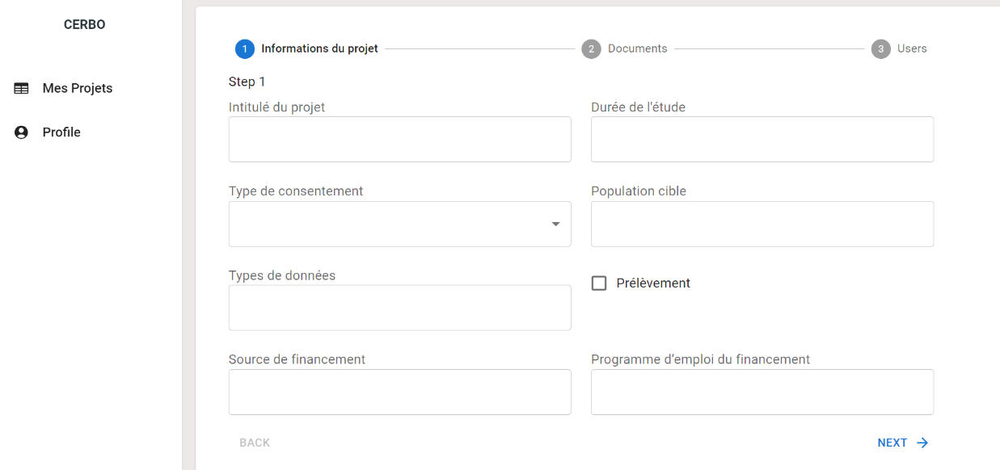 CERBO
Mes Projets
Profile
1 Informations du projet 2 Documents 3 Users
Step 1
Intitulé du projet Durée de l'étude
Type de consentement Population cible
Types de données Prélèvement
Source de financement Programme d’emploi du financement
BACK NEXT